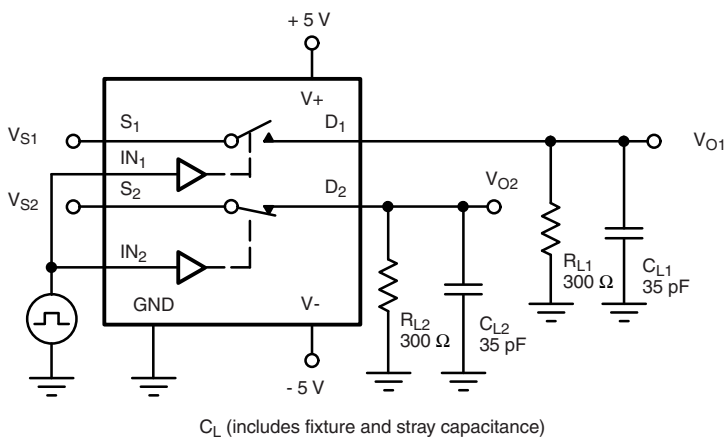 + 5 V
V+
VS1
S1
D1
VO1
IN1
VS2
S2
D2
VO2
IN2
RL1
300 Ω
CL1
35 pF
GND
V-
RL2
300 Ω
CL2
35 pF
- 5 V
CL (includes fixture and stray capacitance)